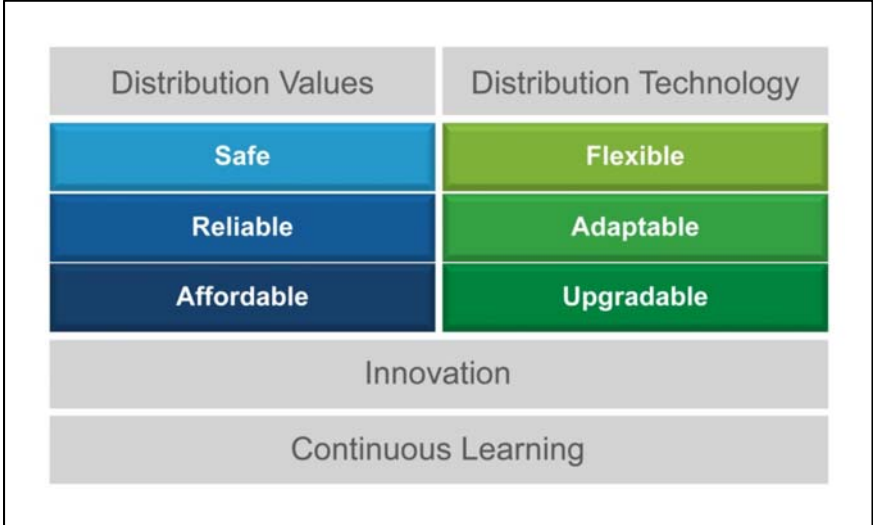 Distribution Values
Distribution Technology
Safe
Flexible
Reliable
Adaptable
Affordable
Upgradable
Innovation
Continuous Learning